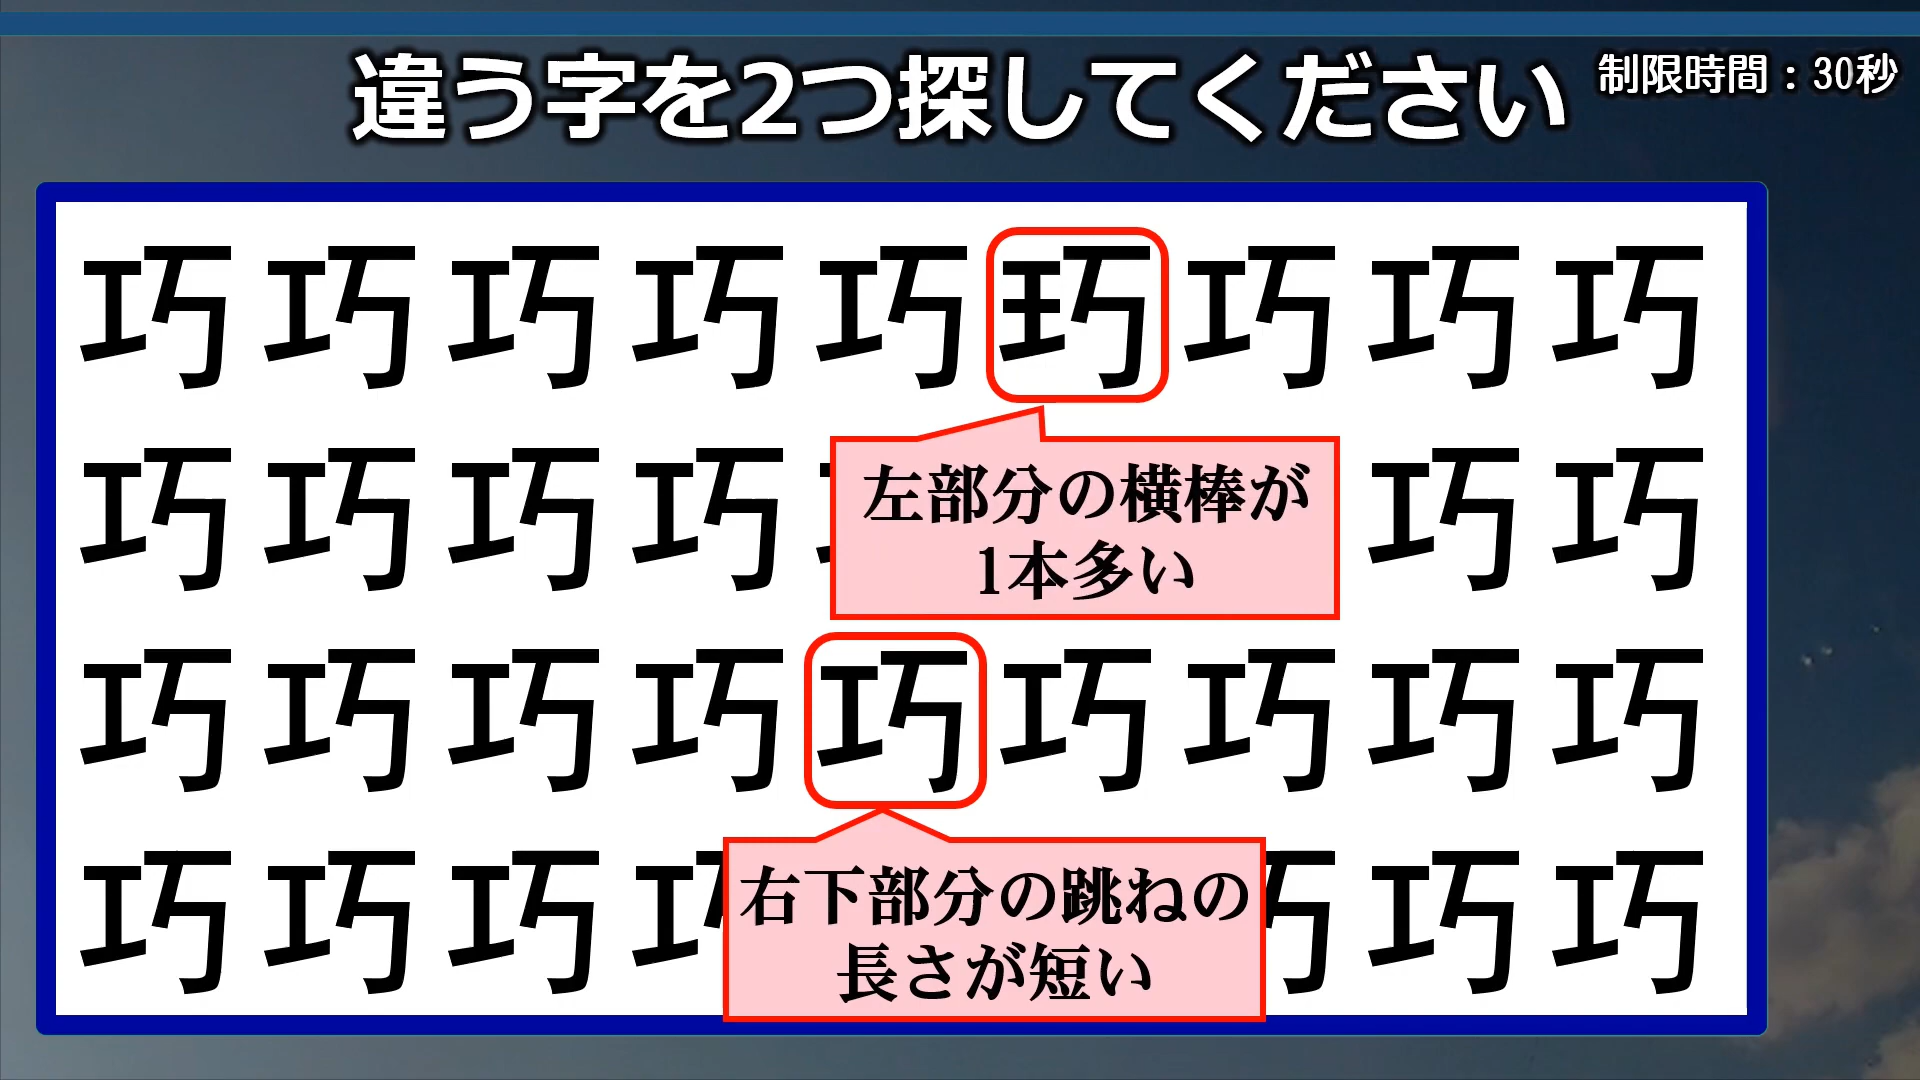 違う字を2つ探してください
制限時間：30秒
巧 巧 巧 巧 巧 巧 巧 巧
巧 巧 巧 巧 巧 巧
左部分の横棒が
1本多い
巧 巧 巧 巧 巧 巧 巧 巧
巧 巧 巧 巧 巧
右下部分の跳ねの
長さが短い